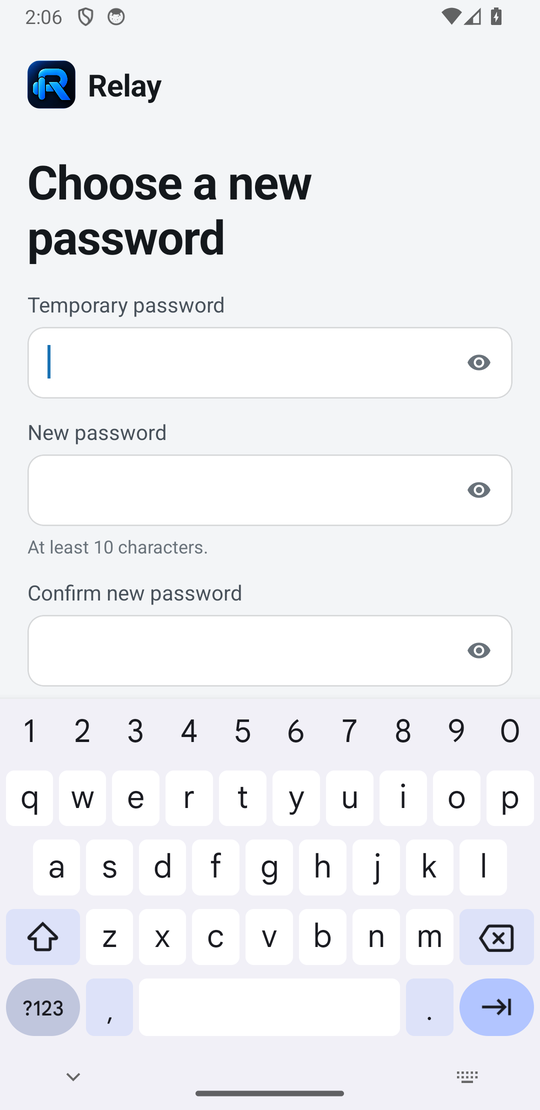 2:06
Relay
Choose a new
password
Temporary password
New password
At least 10 characters.
Confirm new password
1 2 3 4 5 6 7 8 9 0
q w e r t y u i o p
a s d f g h j k l
z x c v b n m
?123 , .